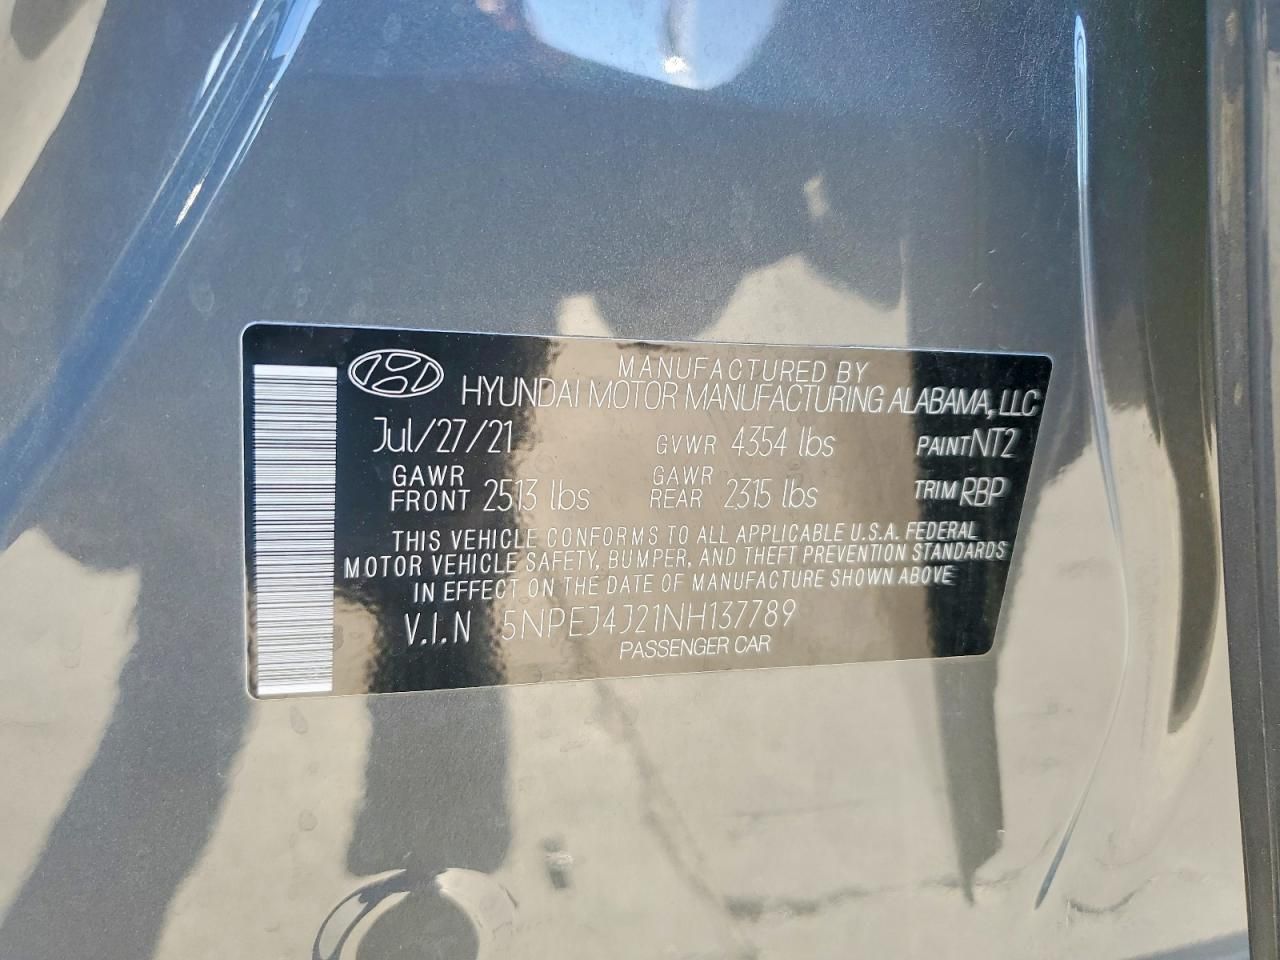 MANUFACTURED BY
HYUNDAI MOTOR MANUFACTURING ALABAMA, LLC
Jul/27/21 GVWR 4354 lbs PAINT NT2
GAWR FRONT 2513 lbs GAWR REAR 2315 lbs TRIM RBP
THIS VEHICLE CONFORMS TO ALL APPLICABLE U.S.A. FEDERAL
MOTOR VEHICLE SAFETY, BUMPER, AND THEFT PREVENTION STANDARDS
IN EFFECT ON THE DATE OF MANUFACTURE SHOWN ABOVE
V.I.N 5NPEJ4J21NH137789
PASSENGER CAR